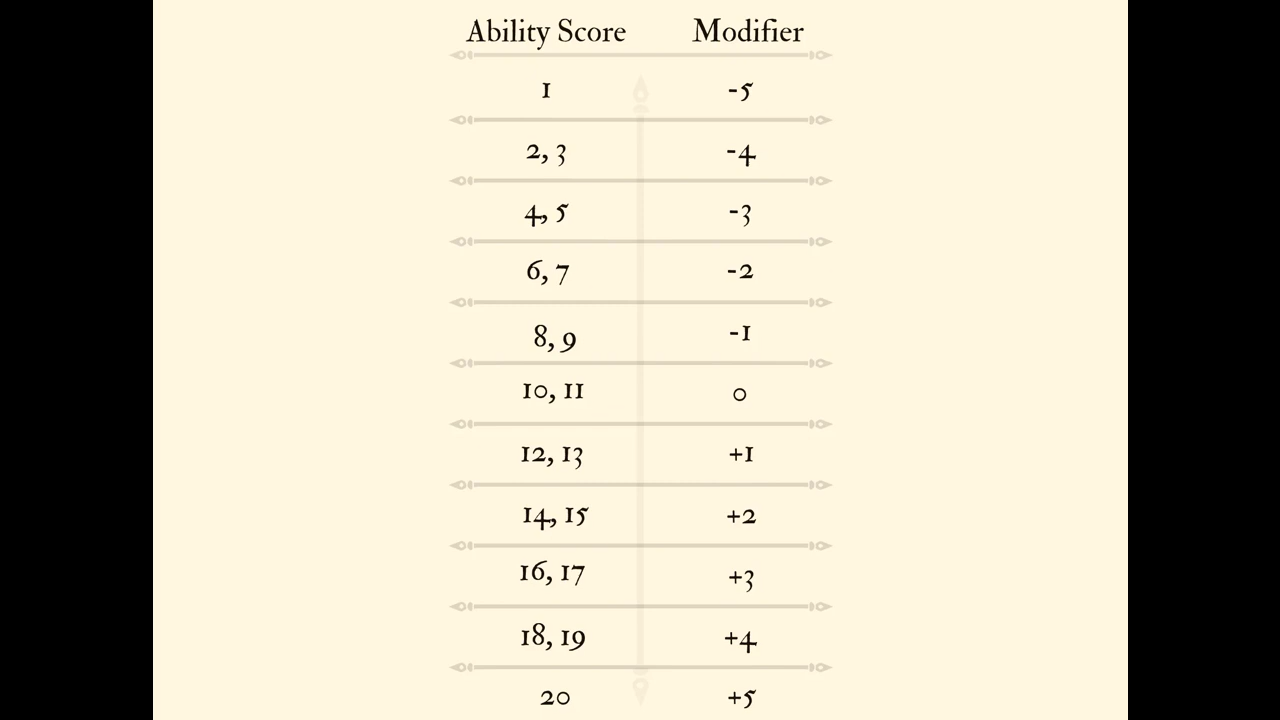 Ability Score Modifier
1 -5
2, 3 -4
4, 5 -3
6, 7 -2
8, 9 -1
10, 11 0
12, 13 +1
14, 15 +2
16, 17 +3
18, 19 +4
20 +5